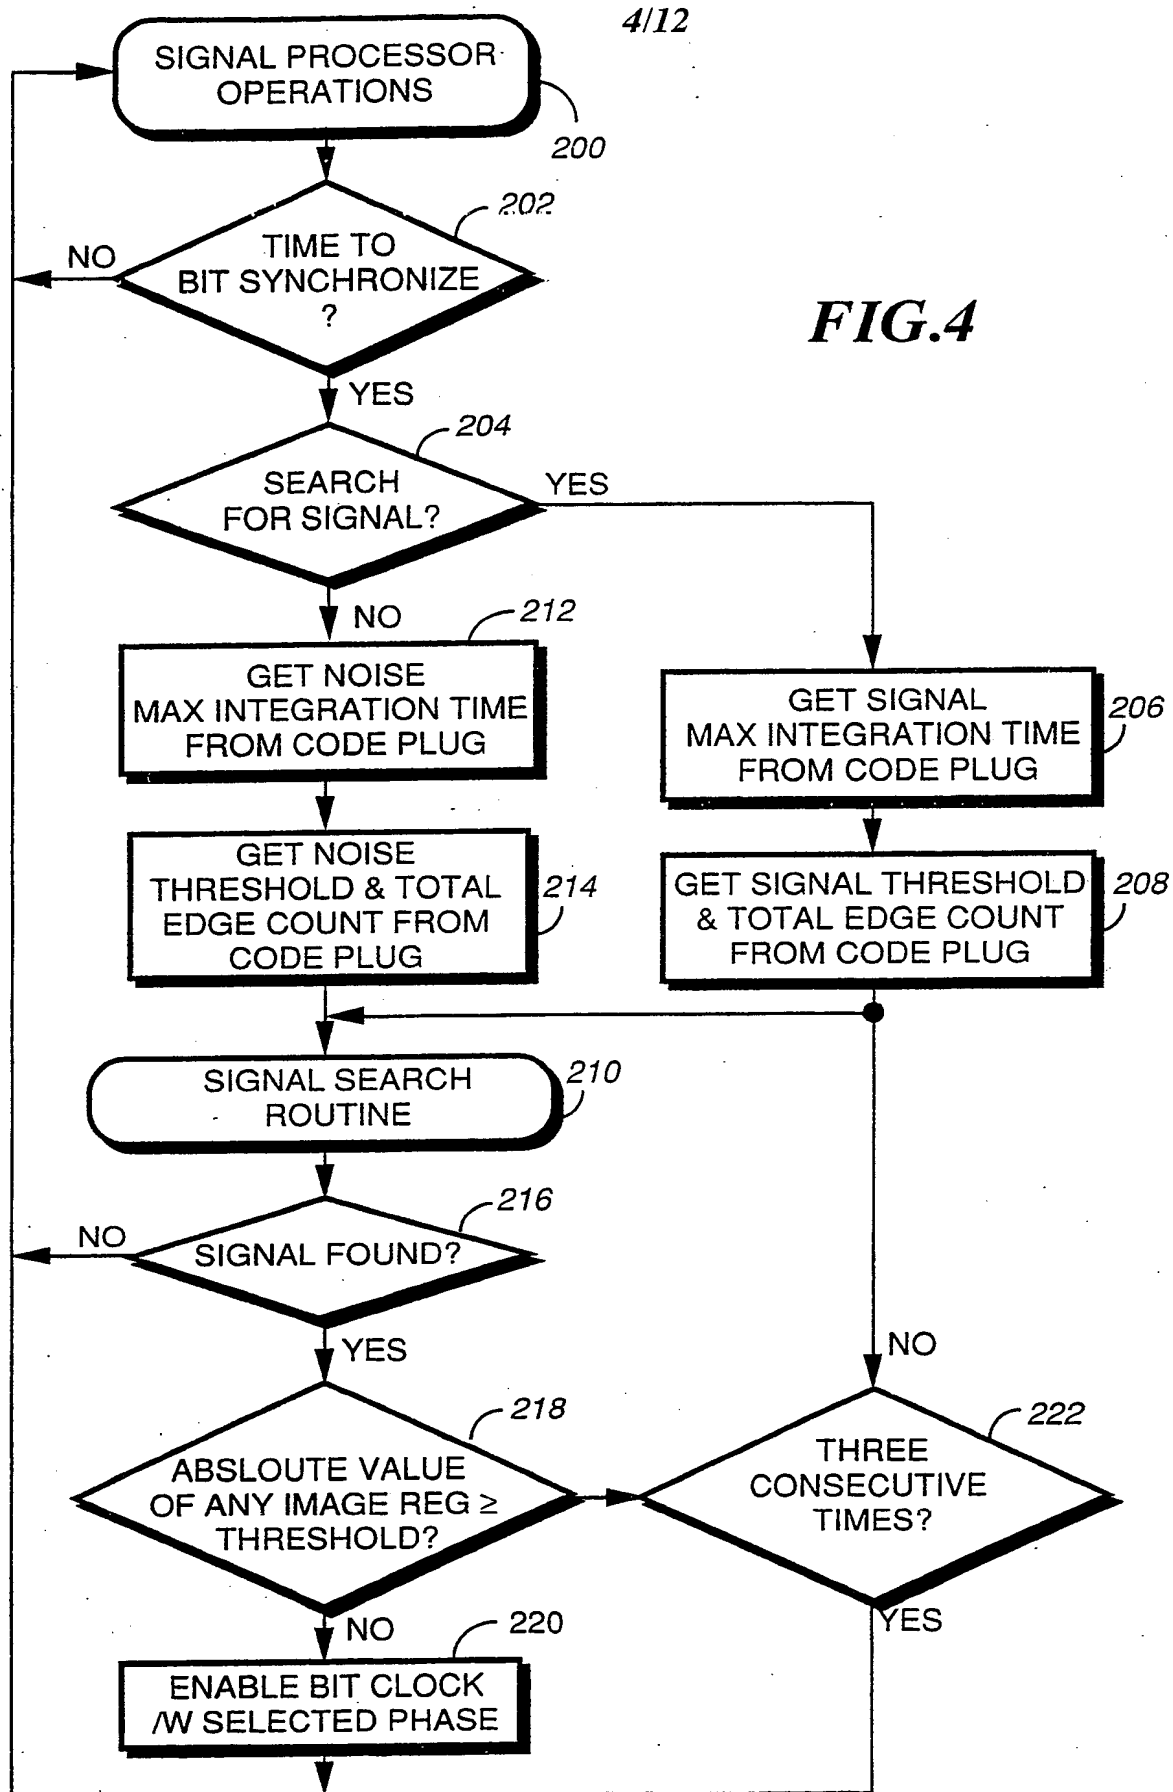 4/12
SIGNAL PROCESSOR
OPERATIONS
200
202
TIME TO
BIT SYNCHRONIZE
?
NO
FIG.4
YES
204
SEARCH
FOR SIGNAL?
YES
NO
212
GET NOISE
MAX INTEGRATION TIME
FROM CODE PLUG
GET SIGNAL
MAX INTEGRATION TIME
FROM CODE PLUG
206
GET NOISE
THRESHOLD & TOTAL
EDGE COUNT FROM
CODE PLUG
214
GET SIGNAL THRESHOLD
& TOTAL EDGE COUNT
FROM CODE PLUG
208
SIGNAL SEARCH
ROUTINE
210
216
SIGNAL FOUND?
NO
YES
NO
218
ABSLOUTE VALUE
OF ANY IMAGE REG ≥
THRESHOLD?
222
THREE
CONSECUTIVE
TIMES?
NO
YES
220
ENABLE BIT CLOCK
/W SELECTED PHASE